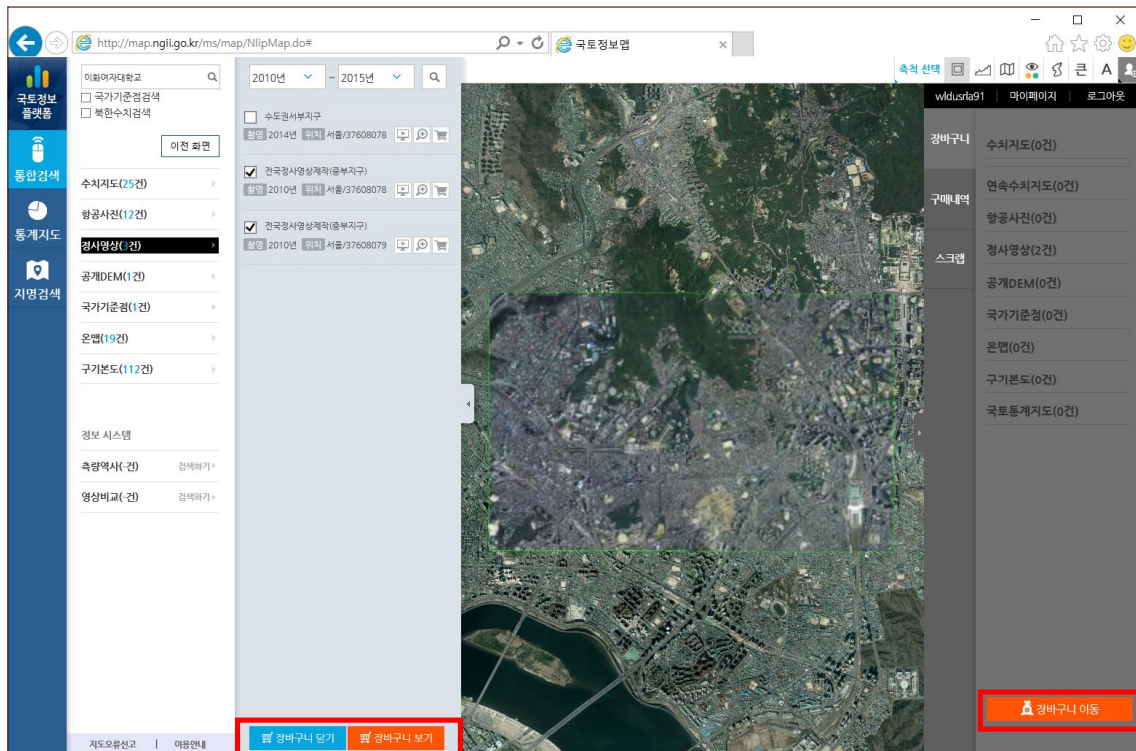 http://map.ngii.go.kr/ms/map/NlipMap.do#
국토정보맵
국토정보
플랫폼
통합검색
통계지도
지명검색
이화여자대학교
국가기준점검색
북한수치검색
이전 화면
수치지도(25건)
항공사진(12건)
정사영상(3건)
공개DEM(1건)
국가기준점(1건)
온맵(19건)
구기본도(112건)
정보 시스템
측량역사(-건) 검색하기
영상비교(-건) 검색하기
지도오류신고 | 이용안내
2010년 ~ 2015년
수도권서부지구
촬영 2014년 위치 서울/37608078
전국정사영상제작(중부지구)
촬영 2010년 위치 서울/37608078
전국정사영상제작(중부지구)
촬영 2010년 위치 서울/37608079
장바구니 담기 장바구니 보기
축척 선택 큰 A
wldusrla91 | 마이페이지 | 로그아웃
장바구니
구매내역
스크랩
수치지도(0건)
연속수치지도(0건)
항공사진(0건)
정사영상(2건)
공개DEM(0건)
국가기준점(0건)
온맵(0건)
구기본도(0건)
국토통계지도(0건)
장바구니 이동